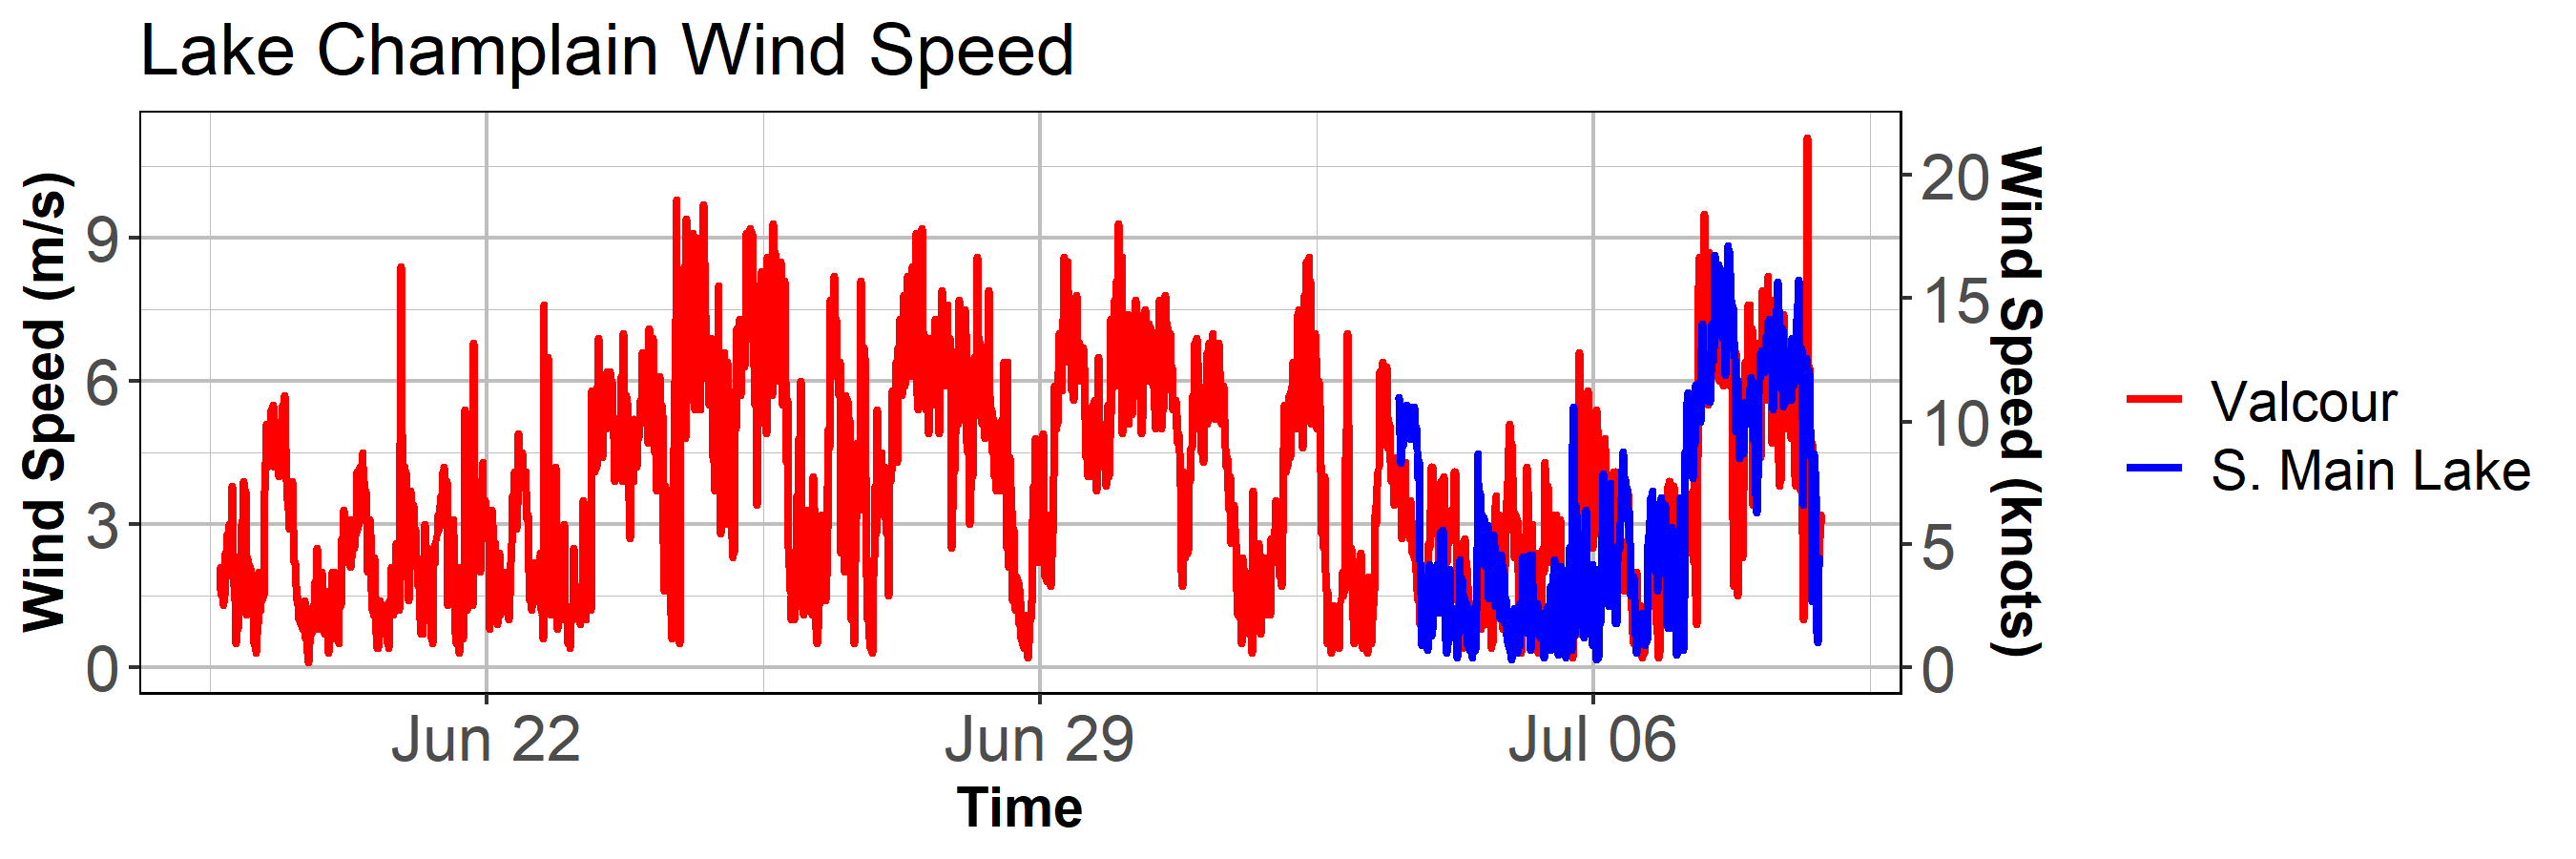 Lake Champlain Wind Speed
Wind Speed (m/s)
9
6
3
0
20
15
10
5
0
Wind Speed (knots)
Jun 22
Jun 29
Jul 06
Time
Valcour
S. Main Lake